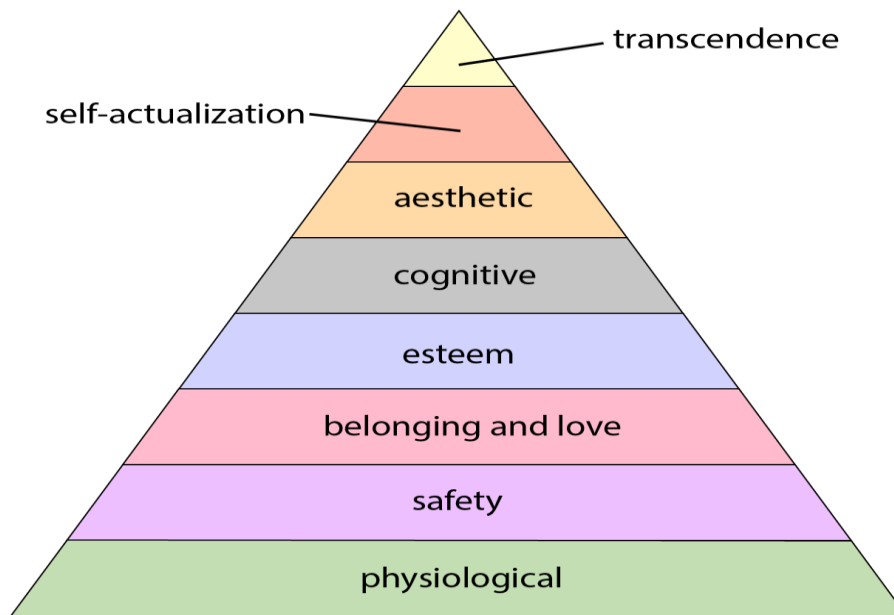 transcendence
self-actualization
aesthetic
cognitive
esteem
belonging and love
safety
physiological